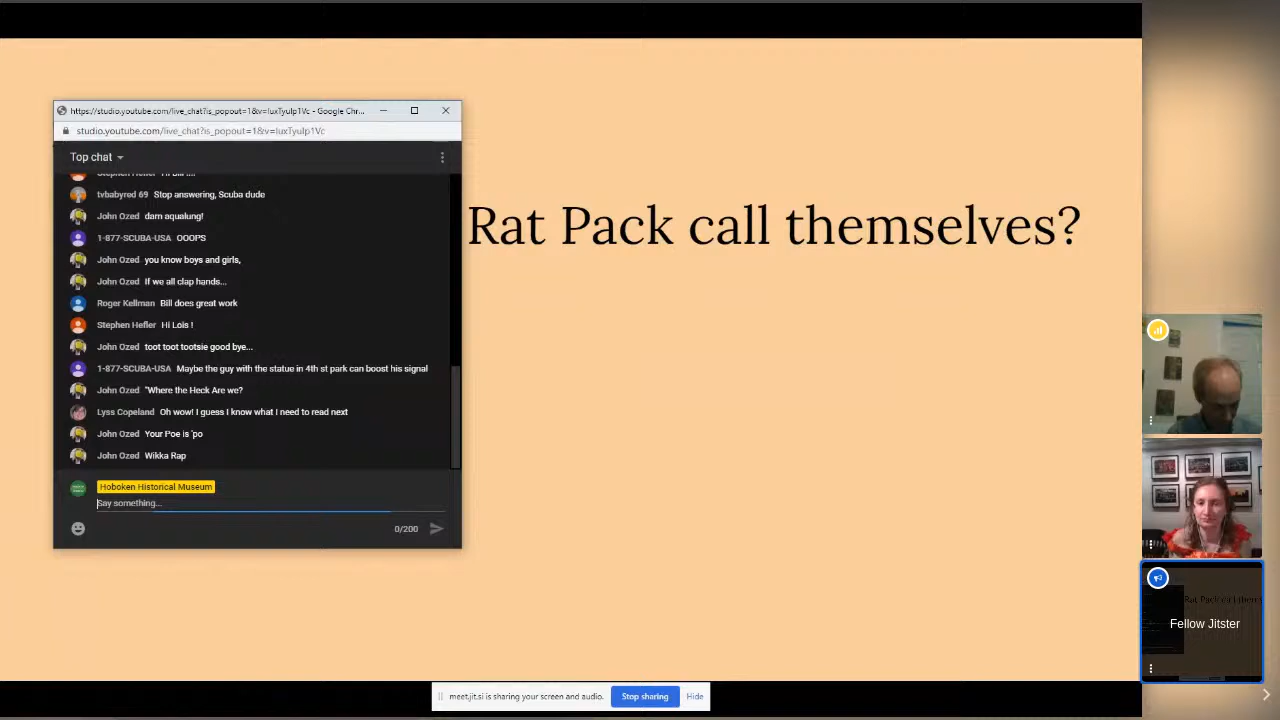 https://studio.youtube.com/live_chat?is_popout=1&v=IuxTyuIp1Vc - Google Chr...
studio.youtube.com/live_chat?is_popout=1&v=IuxTyuIp1Vc
Top chat
tvbabyred 69 Stop answering, Scuba dude
John Ozed darn aqualung!
1-877-SCUBA-USA OOOPS
John Ozed you know boys and girls,
John Ozed If we all clap hands...
Roger Kellman Bill does great work
Stephen Hefler Hi Lois !
John Ozed toot toot tootsie good bye...
1-877-SCUBA-USA Maybe the guy with the statue in 4th st park can boost his signal
John Ozed "Where the Heck Are we?
Lyss Copeland Oh wow! I guess I know what I need to read next
John Ozed Your Poe is 'po
John Ozed Wikka Rap
Hoboken Historical Museum
Say something...
0/200
Rat Pack call themselves?
Fellow Jitster
meet.jit.si is sharing your screen and audio.
Stop sharing
Hide